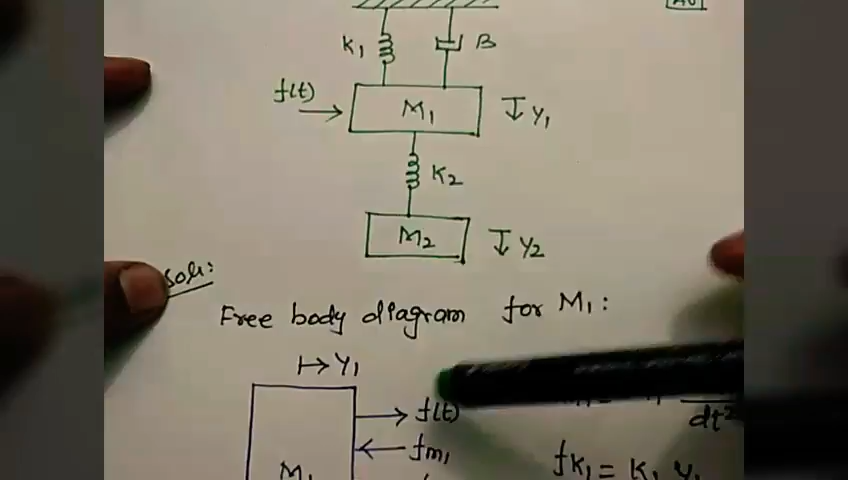 K1
B
f(t)
M1
Y1
K2
M2
Y2
Soln:
Free body diagram for M1:
Y1
f(t)
dt²
fm1
fK1 = K1 Y1
M1